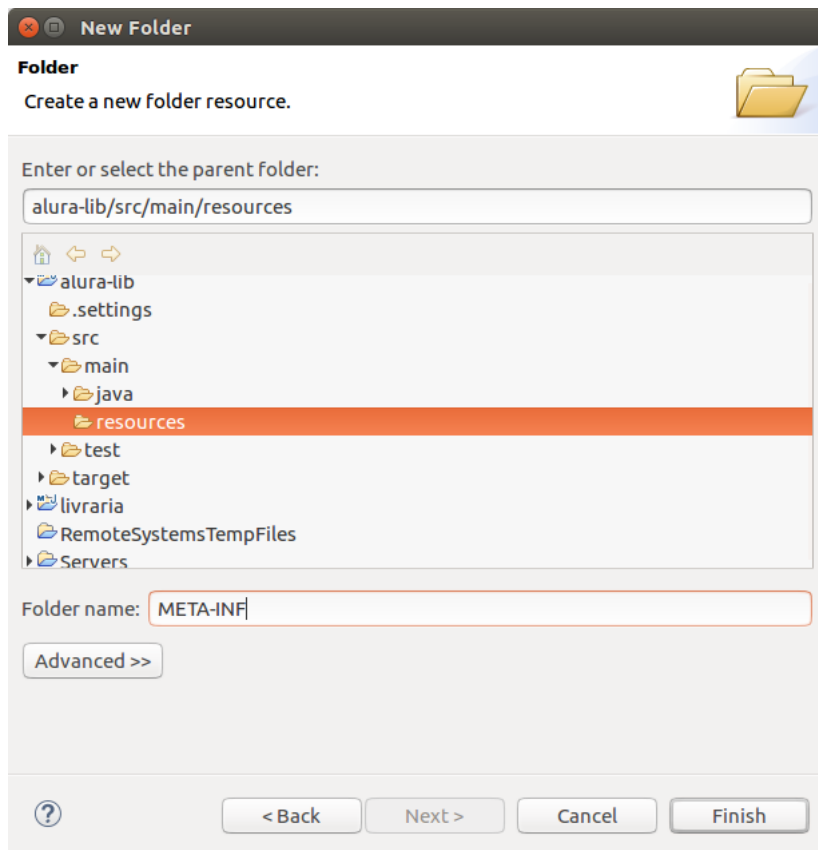 New Folder
Folder
Create a new folder resource.
Enter or select the parent folder:
alura-lib/src/main/resources
alura-lib
.settings
src
main
java
resources
test
target
livraria
RemoteSystemsTempFiles
Servers
Folder name: META-INF
Advanced >>
< Back Next > Cancel Finish